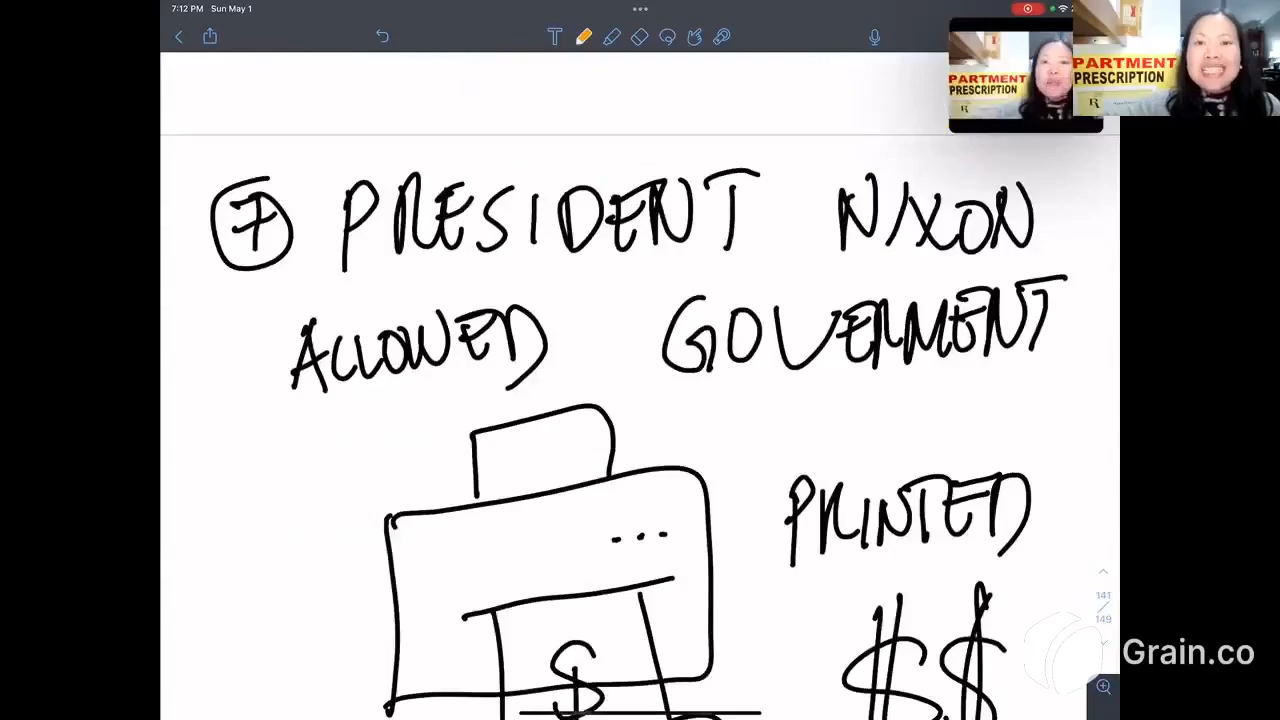 7:12 PM Sun May 1
PARTMENT
PRESCRIPTION
PARTMENT
PRESCRIPTION
7 PRESIDENT NIXON
ALLOWED GOVERMENT
PRINTED
$
$$
141
149
Grain.co